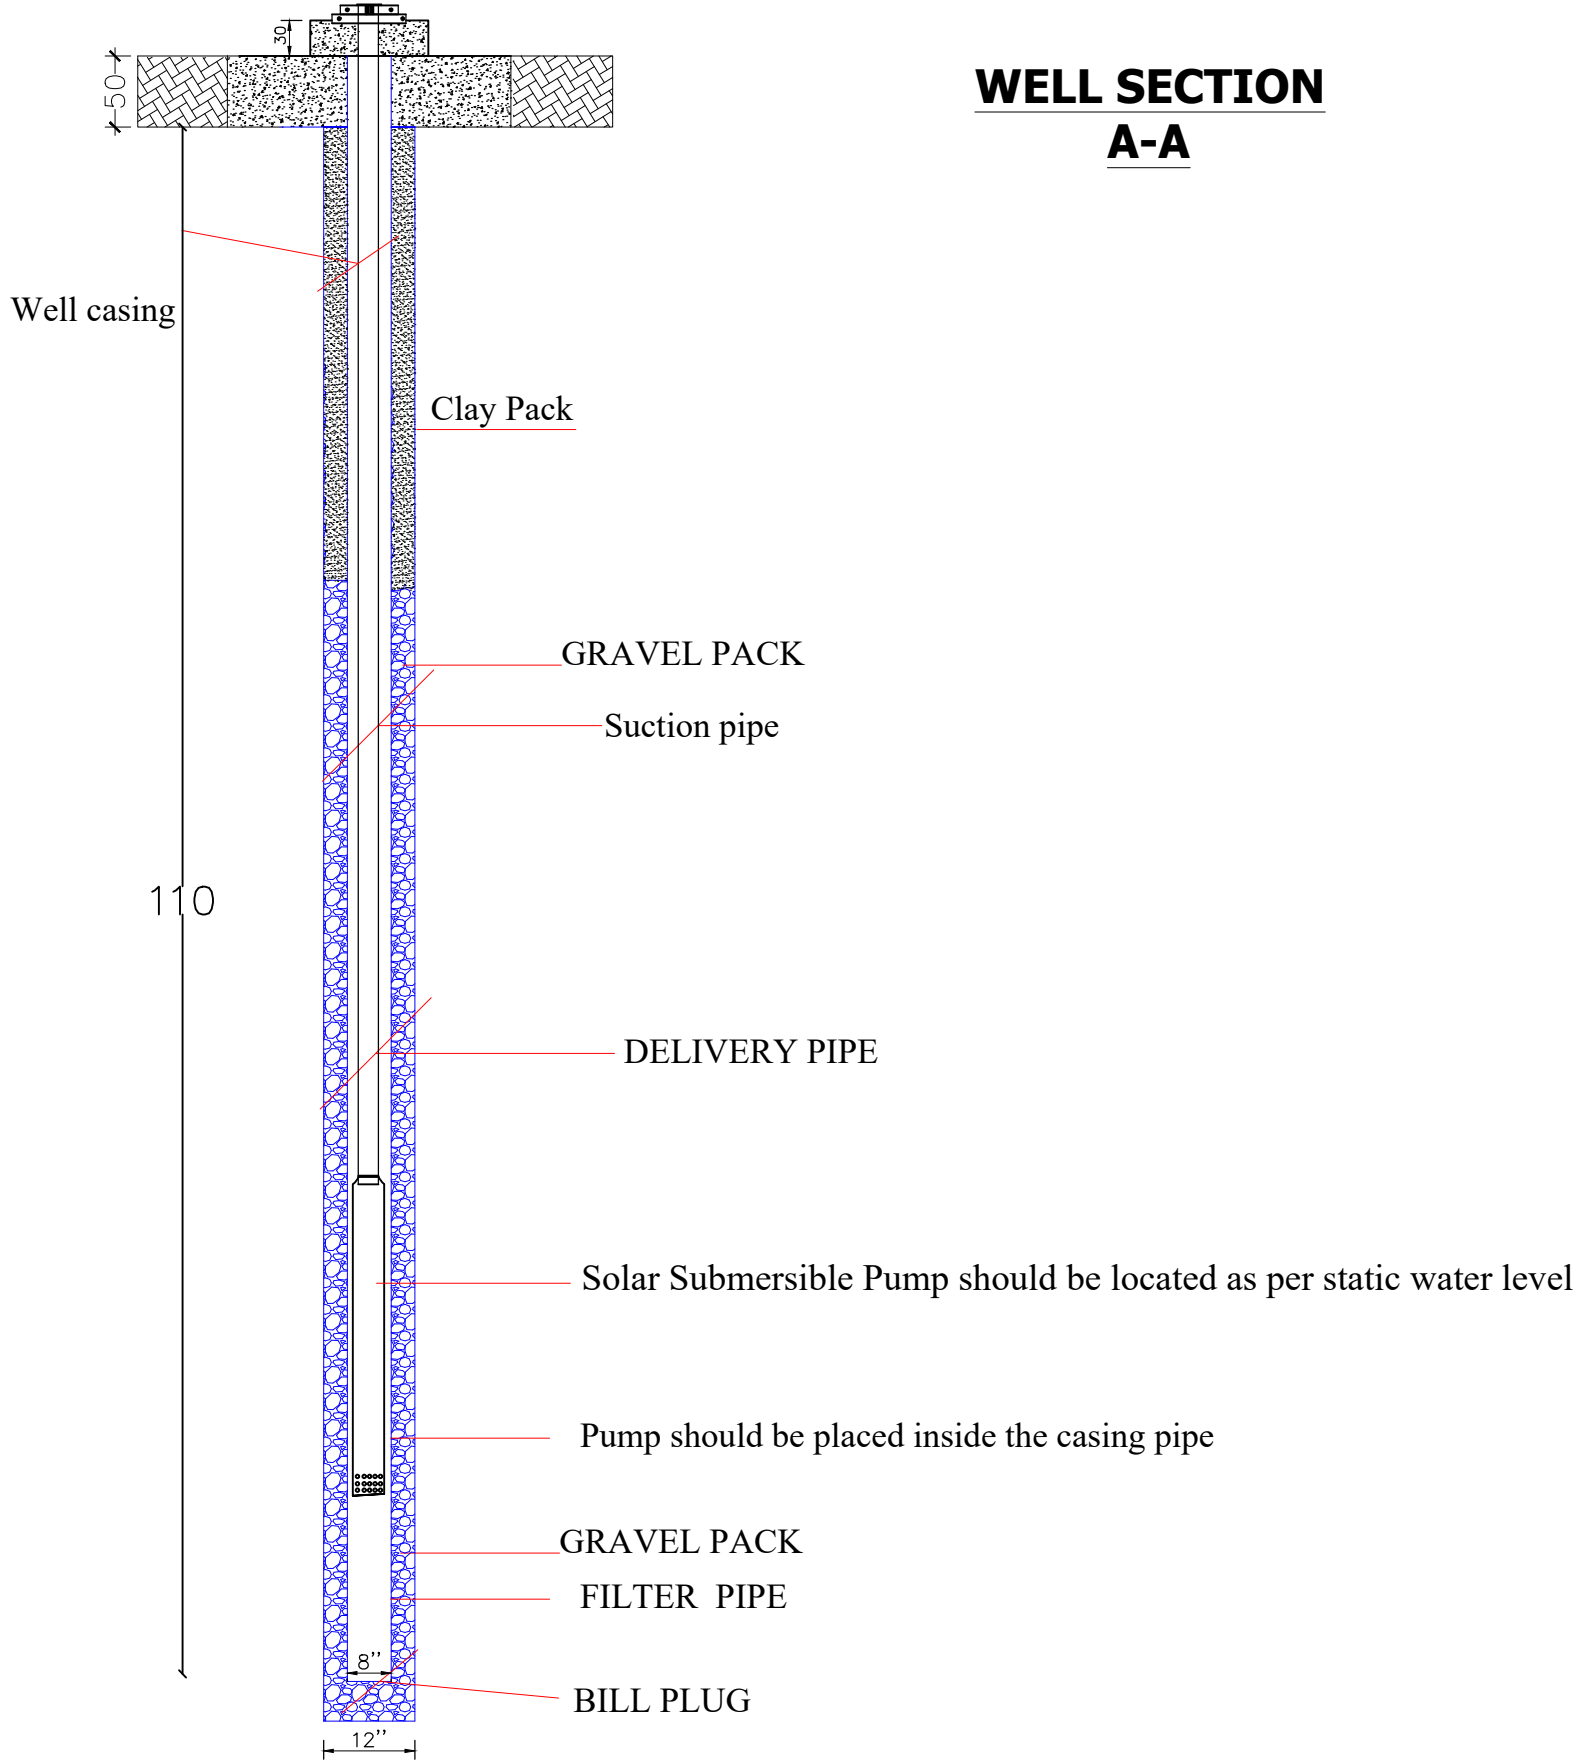 30
50
WELL SECTION
A-A
Well casing
Clay Pack
GRAVEL PACK
Suction pipe
110
DELIVERY PIPE
Solar Submersible Pump should be located as per static water level
Pump should be placed inside the casing pipe
GRAVEL PACK
FILTER PIPE
8’’
BILL PLUG
12’’